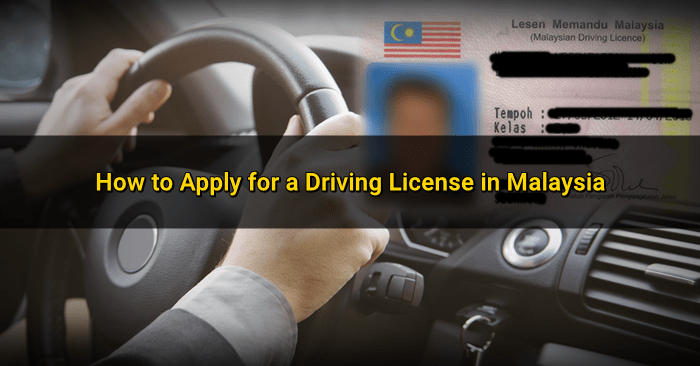 Lesen Memandu Malaysia
(Malaysian Driving Licence)
Tempoh :
Kelas :
How to Apply for a Driving License in Malaysia